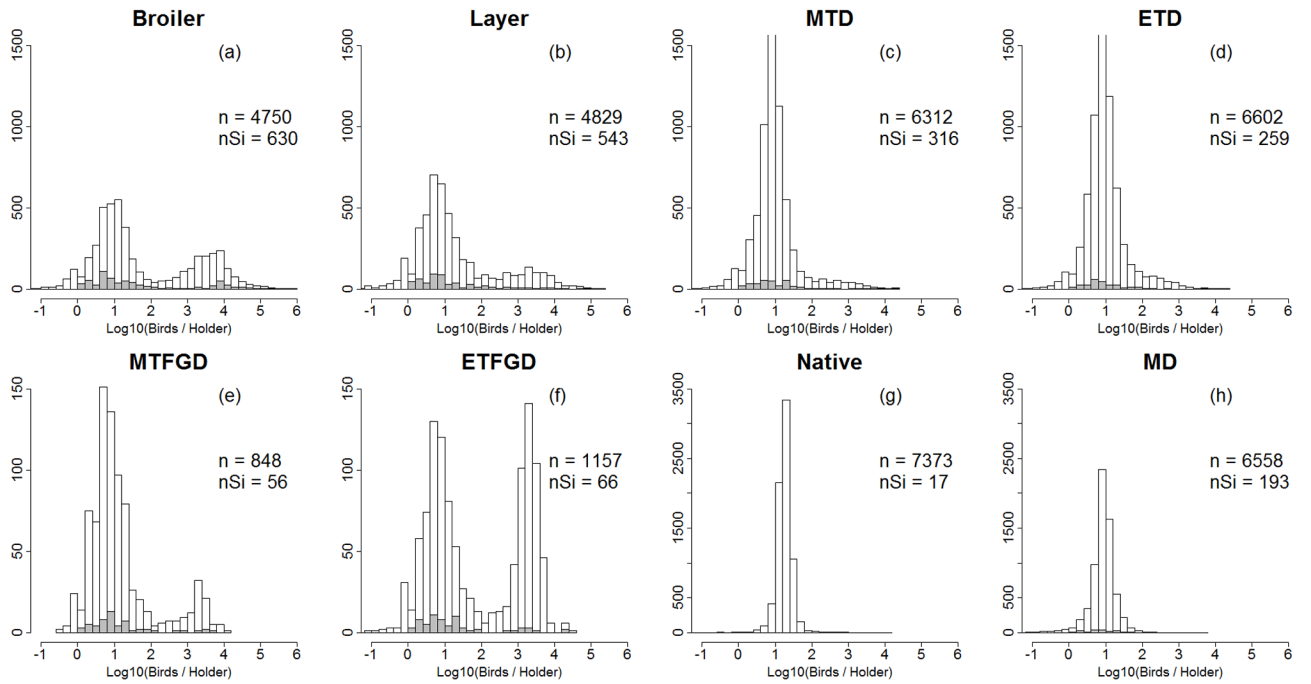 Broiler
(a)
n = 4750
nSi = 630
0
500
1000
1500
-1 0 1 2 3 4 5 6
Log10(Birds / Holder)
Layer
(b)
n = 4829
nSi = 543
0
500
1000
1500
-1 0 1 2 3 4 5 6
Log10(Birds / Holder)
MTD
(c)
n = 6312
nSi = 316
0
500
1000
1500
-1 0 1 2 3 4 5 6
Log10(Birds / Holder)
ETD
(d)
n = 6602
nSi = 259
0
500
1000
1500
-1 0 1 2 3 4 5 6
Log10(Birds / Holder)
MTFGD
(e)
n = 848
nSi = 56
0
50
100
150
-1 0 1 2 3 4 5 6
Log10(Birds / Holder)
ETFGD
(f)
n = 1157
nSi = 66
0
50
100
150
-1 0 1 2 3 4 5 6
Log10(Birds / Holder)
Native
(g)
n = 7373
nSi = 17
0
500
1500
2500
3500
-1 0 1 2 3 4 5 6
Log10(Birds / Holder)
MD
(h)
n = 6558
nSi = 193
0
500
1500
2500
3500
-1 0 1 2 3 4 5 6
Log10(Birds / Holder)